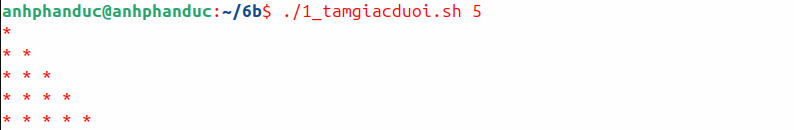 anhphanduc@anhphanduc:~/6b$ ./1_tamgiacduoi.sh 5
*
* *
* * *
* * * *
* * * * *